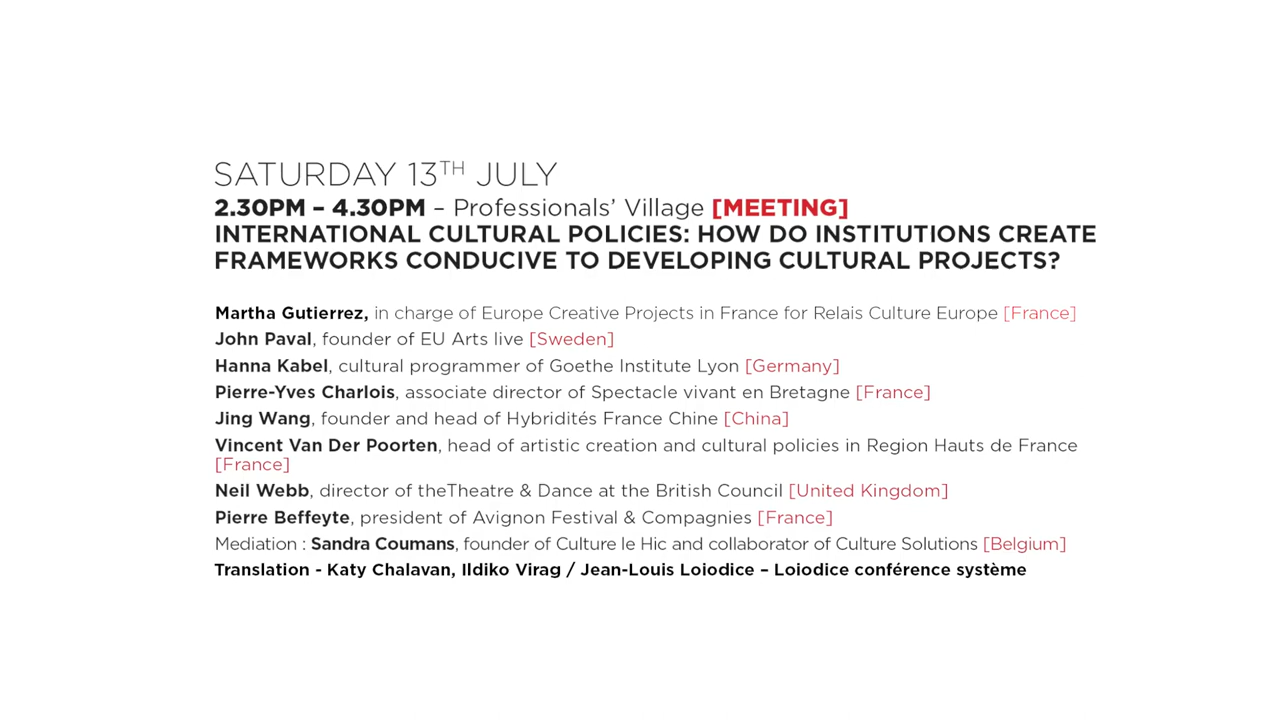 SATURDAY 13TH JULY
2.30PM – 4.30PM – Professionals’ Village [MEETING]
INTERNATIONAL CULTURAL POLICIES: HOW DO INSTITUTIONS CREATE
FRAMEWORKS CONDUCIVE TO DEVELOPING CULTURAL PROJECTS?
Martha Gutierrez, in charge of Europe Creative Projects in France for Relais Culture Europe [France]
John Paval, founder of EU Arts live [Sweden]
Hanna Kabel, cultural programmer of Goethe Institute Lyon [Germany]
Pierre-Yves Charlois, associate director of Spectacle vivant en Bretagne [France]
Jing Wang, founder and head of Hybridités France Chine [China]
Vincent Van Der Poorten, head of artistic creation and cultural policies in Region Hauts de France
[France]
Neil Webb, director of theTheatre & Dance at the British Council [United Kingdom]
Pierre Beffeyte, president of Avignon Festival & Compagnies [France]
Mediation : Sandra Coumans, founder of Culture le Hic and collaborator of Culture Solutions [Belgium]
Translation - Katy Chalavan, Ildiko Virag / Jean-Louis Loiodice – Loiodice conférence système